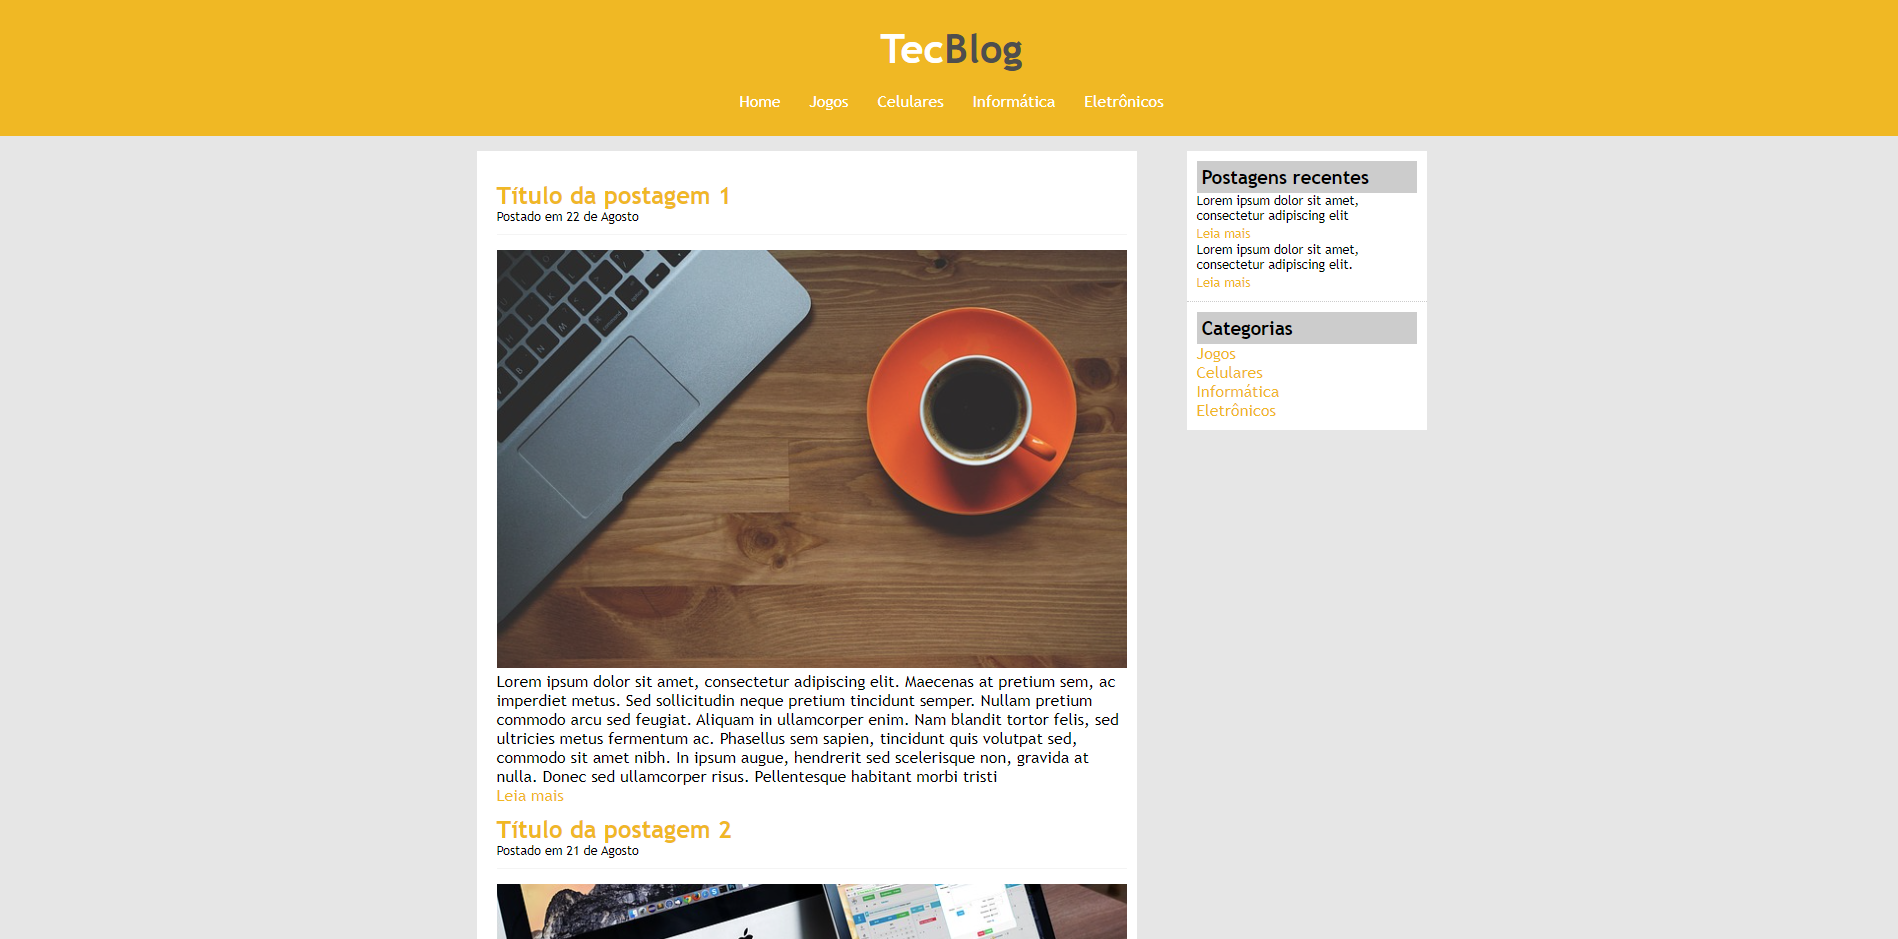 TecBlog
Home Jogos Celulares Informática Eletrônicos
Título da postagem 1
Postado em 22 de Agosto
Lorem ipsum dolor sit amet, consectetur adipiscing elit. Maecenas at pretium sem, ac
imperdiet metus. Sed sollicitudin neque pretium tincidunt semper. Nullam pretium
commodo arcu sed feugiat. Aliquam in ullamcorper enim. Nam blandit tortor felis, sed
ultricies metus fermentum ac. Phasellus sem sapien, tincidunt quis volutpat sed,
commodo sit amet nibh. In ipsum augue, hendrerit sed scelerisque non, gravida at
nulla. Donec sed ullamcorper risus. Pellentesque habitant morbi tristi
Leia mais
Título da postagem 2
Postado em 21 de Agosto
Postagens recentes
Lorem ipsum dolor sit amet,
consectetur adipiscing elit
Leia mais
Lorem ipsum dolor sit amet,
consectetur adipiscing elit.
Leia mais
Categorias
Jogos
Celulares
Informática
Eletrônicos